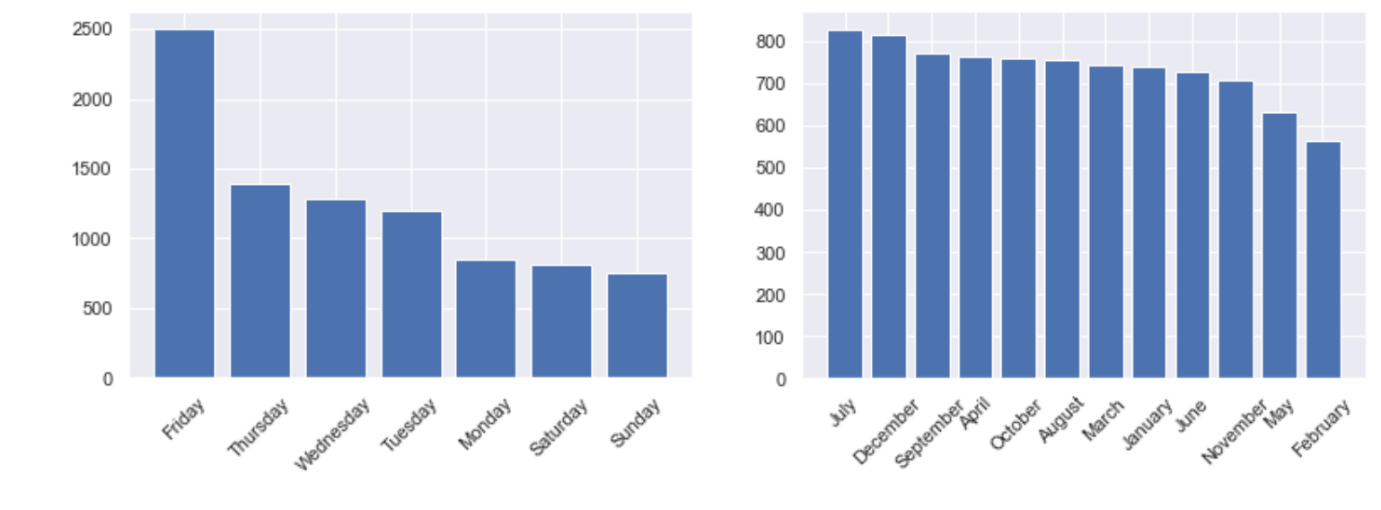 2500
2000
1500
1000
500
0
Friday
Thursday
Wednesday
Tuesday
Monday
Saturday
Sunday
800
700
600
500
400
300
200
100
0
July
December
September
April
October
August
March
January
June
November
May
February